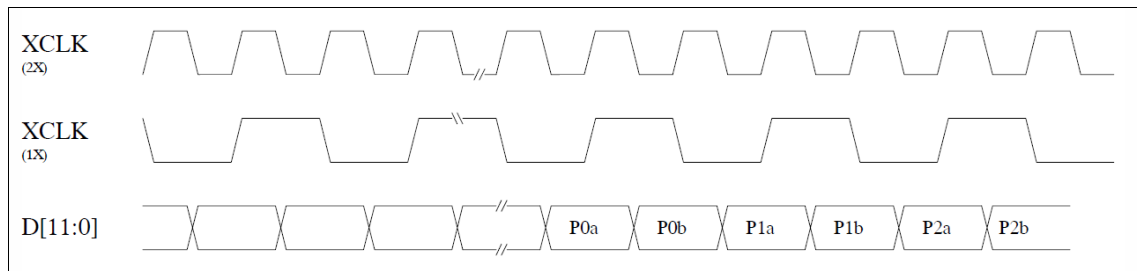 XCLK
(2X)
XCLK
(1X)
D[11:0] P0a P0b P1a P1b P2a P2b